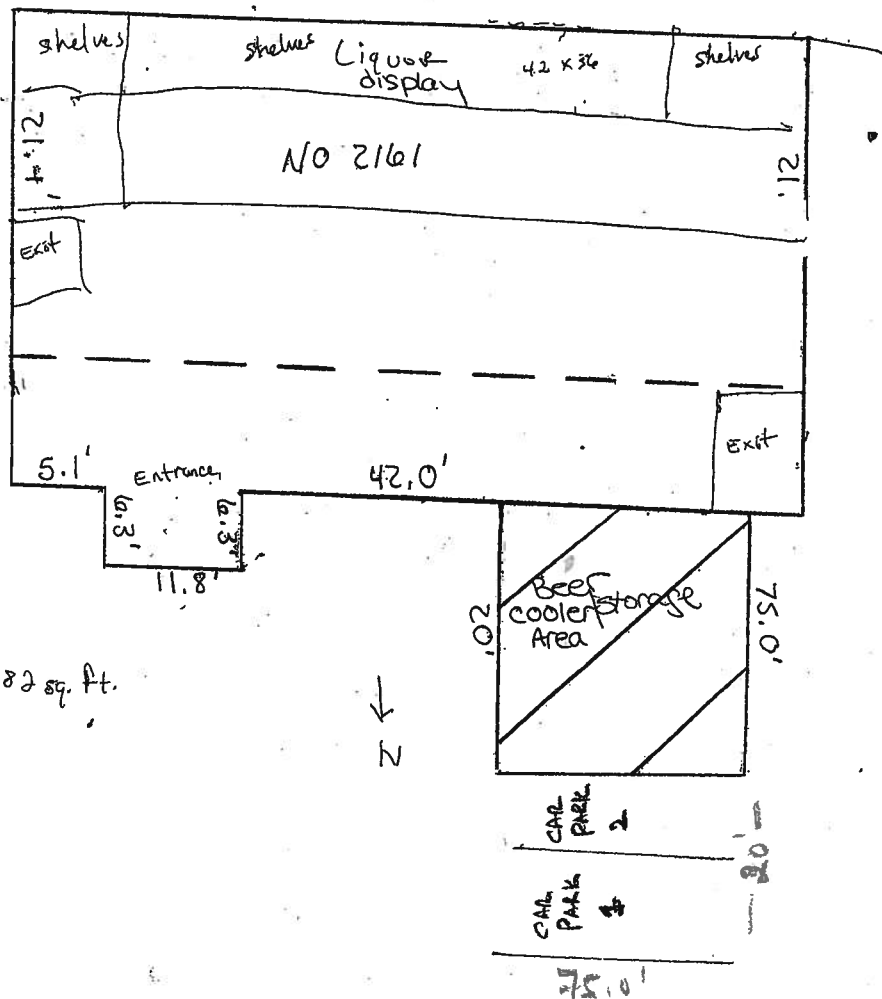 shelves
shelves
Liquor
display
42 x 36
shelves
12'
NO 2161
12'
Exit
5.1'
Entrance
42.0'
Exit
6.3'
6.3'
11.8'
Beer
cooler/storage
Area
20'
75.0'
82 sq. ft.
N
CAR
PARK
2
20'
CAR
PARK
75.0'